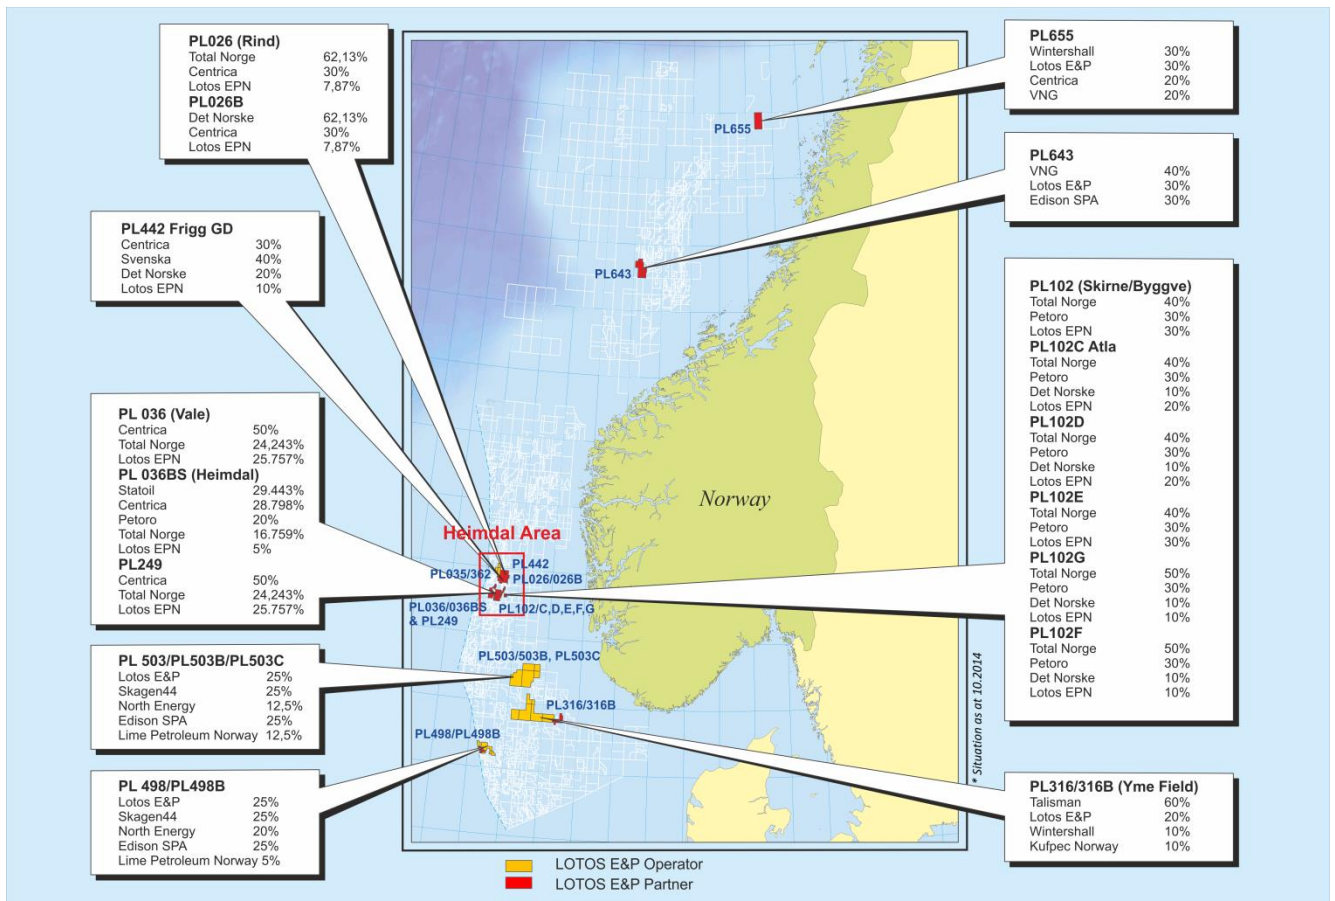 PL026 (Rind)
Total Norge 62,13%
Centrica 30%
Lotos EPN 7,87%
PL026B
Det Norske 62,13%
Centrica 30%
Lotos EPN 7,87%
PL442 Frigg GD
Centrica 30%
Svenska 40%
Det Norske 20%
Lotos EPN 10%
PL 036 (Vale)
Centrica 50%
Total Norge 24,243%
Lotos EPN 25.757%
PL 036BS (Heimdal)
Statoil 29.443%
Centrica 28.798%
Petoro 20%
Total Norge 16.759%
Lotos EPN 5%
PL249
Centrica 50%
Total Norge 24,243%
Lotos EPN 25.757%
PL 503/PL503B/PL503C
Lotos E&P 25%
Skagen44 25%
North Energy 12,5%
Edison SPA 25%
Lime Petroleum Norway 12,5%
PL 498/PL498B
Lotos E&P 25%
Skagen44 25%
North Energy 20%
Edison SPA 25%
Lime Petroleum Norway 5%
PL655
PL643
Norway
Heimdal Area
PL442
PL035/362
PL026/026B
PL036/036BS
& PL249
PL102/C,D,E,F,G
PL503/503B, PL503C
PL316/316B
PL498/PL498B
* Situation as at 10.2014
LOTOS E&P Operator
LOTOS E&P Partner
PL655
Wintershall 30%
Lotos E&P 30%
Centrica 20%
VNG 20%
PL643
VNG 40%
Lotos E&P 30%
Edison SPA 30%
PL102 (Skirne/Byggve)
Total Norge 40%
Petoro 30%
Lotos EPN 30%
PL102C Atla
Total Norge 40%
Petoro 30%
Det Norske 10%
Lotos EPN 20%
PL102D
Total Norge 40%
Petoro 30%
Det Norske 10%
Lotos EPN 20%
PL102E
Total Norge 40%
Petoro 30%
Lotos EPN 30%
PL102G
Total Norge 50%
Petoro 30%
Det Norske 10%
Lotos EPN 10%
PL102F
Total Norge 50%
Petoro 30%
Det Norske 10%
Lotos EPN 10%
PL316/316B (Yme Field)
Talisman 60%
Lotos E&P 20%
Wintershall 10%
Kufpec Norway 10%